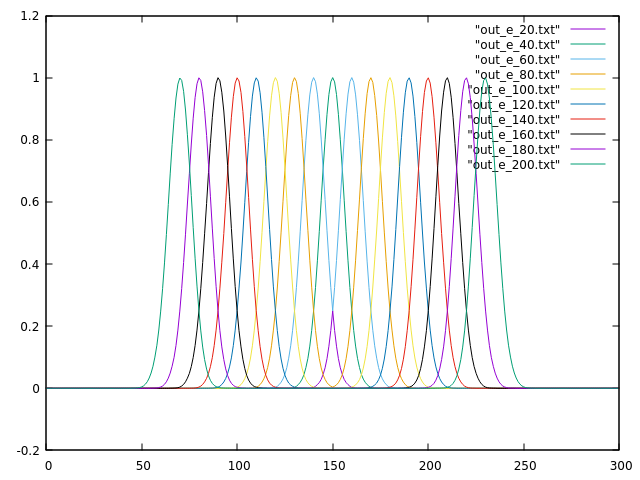 1.2
1
0.8
0.6
0.4
0.2
0
-0.2
0 50 100 150 200 250 300
"out_e_20.txt"
"out_e_40.txt"
"out_e_60.txt"
"out_e_80.txt"
"out_e_100.txt"
"out_e_120.txt"
"out_e_140.txt"
"out_e_160.txt"
"out_e_180.txt"
"out_e_200.txt"